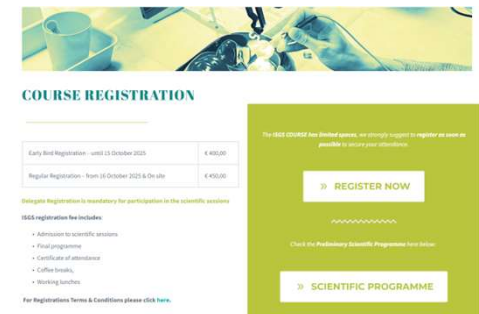 COURSE REGISTRATION
Early Bird Registration - until 15 October 2025
€ 400,00
Regular Registration - from 16 October 2025 & On site
€ 450,00
Delegate Registration is mandatory for participation in the scientific sessions
ISGS registration fee includes:
Admission to scientific sessions
Final programme
Certificate of attendance
Coffee breaks,
Working lunches
For Registrations Terms & Conditions please click here.
The ISGS COURSE has limited spaces, we strongly suggest to register as soon as
possible to secure your attendance.
» REGISTER NOW
Check the Preliminary Scientific Programme here below:
» SCIENTIFIC PROGRAMME